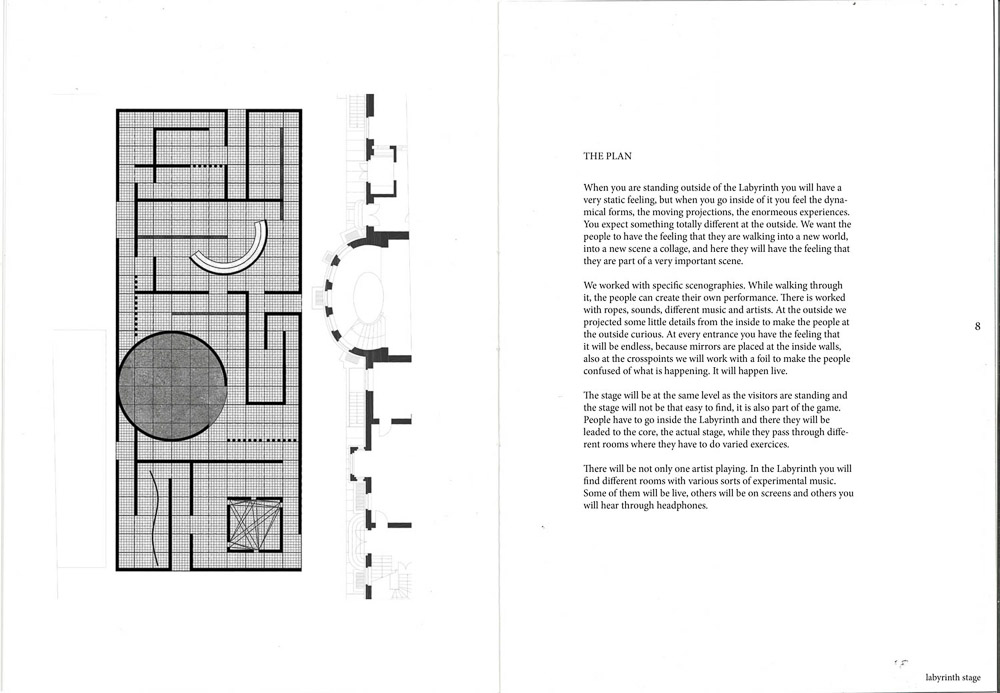 THE PLAN
When you are standing outside of the Labyrinth you will have a
very static feeling, but when you go inside of it you feel the dyna-
mical forms, the moving projections, the enormeous experiences.
You expect something totally different at the outside. We want the
people to have the feeling that they are walking into a new world,
into a new scene a collage, and here they will have the feeling that
they are part of a very important scene.
We worked with specific scenographies. While walking through
it, the people can create their own performance. There is worked
with ropes, sounds, different music and artists. At the outside we
projected some little details from the inside to make the people at
the outside curious. At every entrance you have the feeling that
it will be endless, because mirrors are placed at the inside walls,
also at the crosspoints we will work with a foil to make the people
confused of what is happening. It will happen live.
The stage will be at the same level as the visitors are standing and
the stage will not be that easy to find, it is also part of the game.
People have to go inside the Labyrinth and there they will be
leaded to the core, the actual stage, while they pass through diffe-
rent rooms where they have to do varied exercices.
There will be not only one artist playing. In the Labyrinth you will
find different rooms with various sorts of experimental music.
Some of them will be live, others will be on screens and others you
will hear through headphones.
8
labyrinth stage